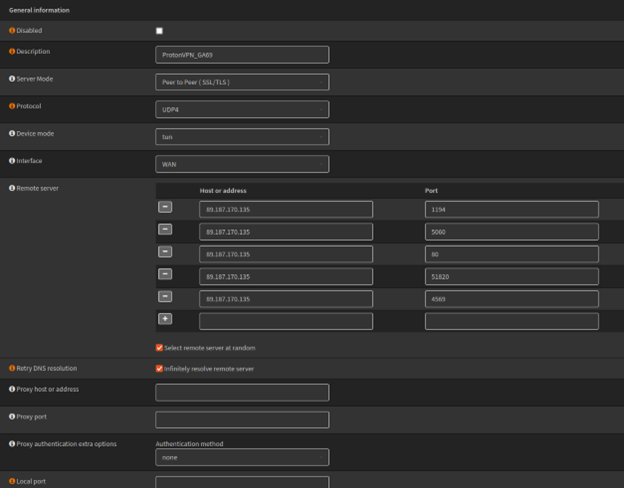 General information
Disabled
Description
ProtonVPN_GA69
Server Mode
Peer to Peer ( SSL/TLS )
Protocol
UDP4
Device mode
tun
Interface
WAN
Remote server
Host or address Port
89.187.170.135 1194
89.187.170.135 5060
89.187.170.135 80
89.187.170.135 51820
89.187.170.135 4569
Select remote server at random
Retry DNS resolution
Infinitely resolve remote server
Proxy host or address
Proxy port
Proxy authentication extra options
Authentication method
none
Local port